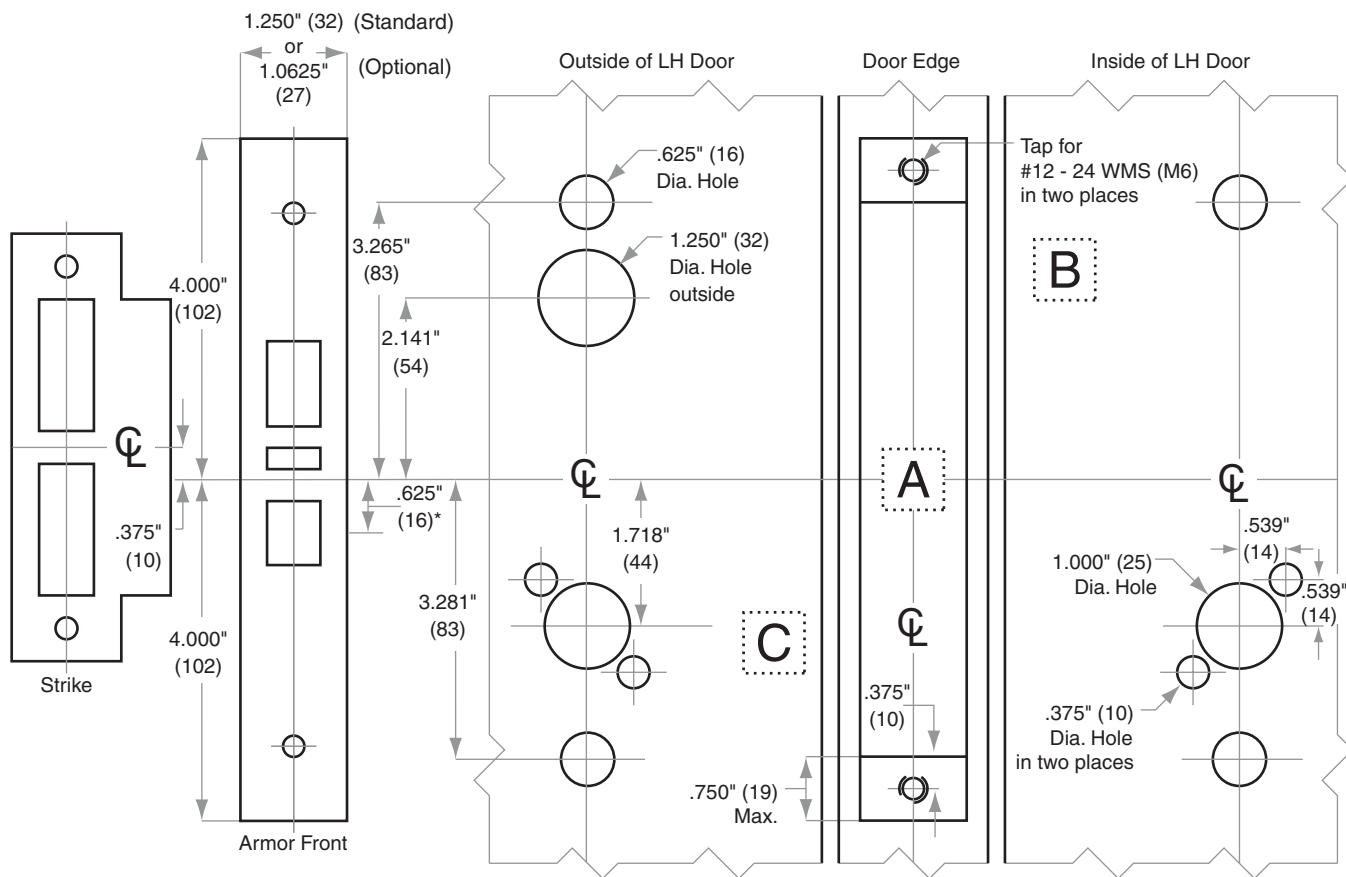 1.250" (32) (Standard)
or
1.0625" (Optional)
(27)
Outside of LH Door
Door Edge
Inside of LH Door
.625" (16)
Dia. Hole
Tap for
#12 - 24 WMS (M6)
in two places
3.265"
(83)
1.250" (32)
Dia. Hole
outside
B
4.000"
(102)
2.141"
(54)
℄
℄
A
℄
.625"
(16)*
.375"
(10)
1.718"
(44)
.539"
(14)
1.000" (25)
Dia. Hole
.539"
(14)
3.281"
(83)
℄
C
4.000"
(102)
Strike
.375"
(10)
.375" (10)
Dia. Hole
in two places
.750" (19)
Max.
Armor Front